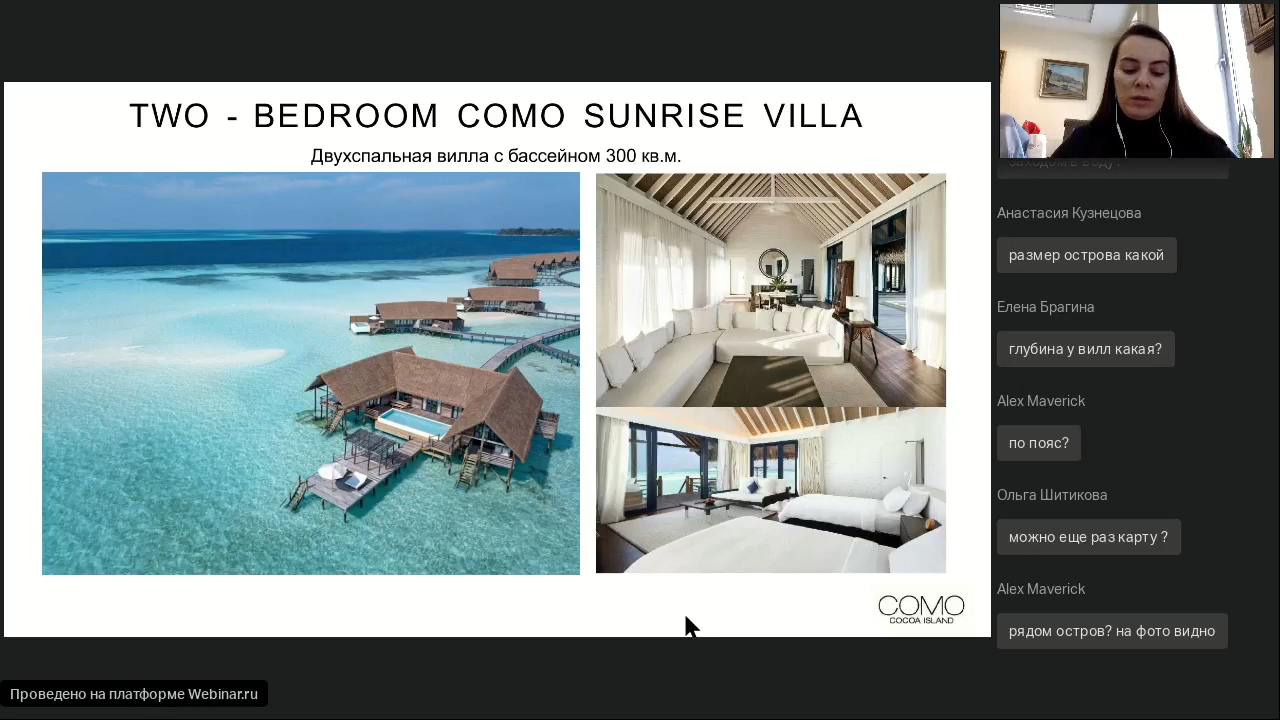 TWO - BEDROOM COMO SUNRISE VILLA
Двухспальная вилла с бассейном 300 кв.м.
COMO
COCOA ISLAND
заходом в воду?
Анастасия Кузнецова
размер острова какой
Елена Брагина
глубина у вилл какая?
Alex Maverick
по пояс?
Ольга Шитикова
можно еще раз карту ?
Alex Maverick
рядом остров? на фото видно
Проведено на платформе Webinar.ru